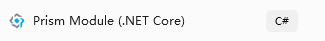 Prism Module (.NET Core) C#